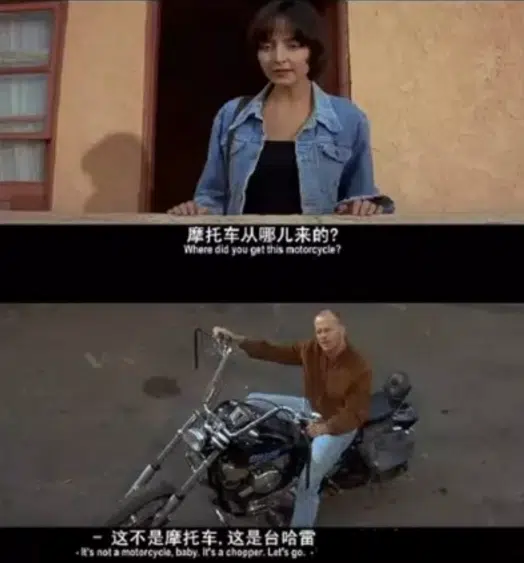 摩托车从哪儿来的?
Where did you get this motorcycle?
- 这不是摩托车,这是台哈雷
- It's not a motorcycle, baby. It's a chopper. Let's go. -